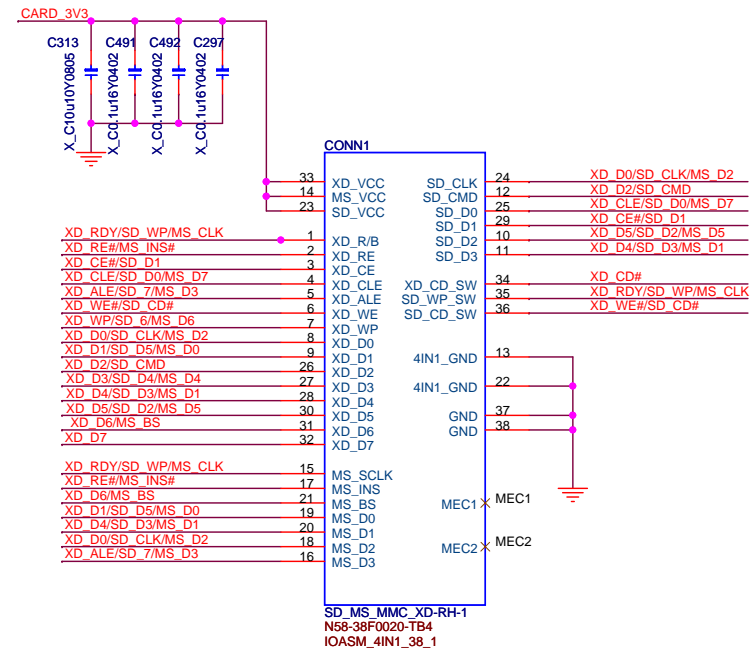 CARD_3V3
C313 C491 C492 C297
X_C10u10Y0805
X_C0.1u16Y0402
X_C0.1u16Y0402
X_C0.1u16Y0402
CONN1
33 XD_VCC
14 MS_VCC
23 SD_VCC
XD_RDY/SD_WP/MS_CLK 1 XD_R/B
XD_RE#/MS_INS# 2 XD_RE
XD_CE#/SD_D1 3 XD_CE
XD_CLE/SD_D0/MS_D7 4 XD_CLE
XD_ALE/SD_7/MS_D3 5 XD_ALE
XD_WE#/SD_CD# 6 XD_WE
XD_WP/SD_6/MS_D6 7 XD_WP
XD_D0/SD_CLK/MS_D2 8 XD_D0
XD_D1/SD_D5/MS_D0 9 XD_D1
XD_D2/SD_CMD 26 XD_D2
XD_D3/SD_D4/MS_D4 27 XD_D3
XD_D4/SD_D3/MS_D1 28 XD_D4
XD_D5/SD_D2/MS_D5 30 XD_D5
XD_D6/MS_BS 31 XD_D6
XD_D7 32 XD_D7
XD_RDY/SD_WP/MS_CLK 15 MS_SCLK
XD_RE#/MS_INS# 17 MS_INS
XD_D6/MS_BS 21 MS_BS
XD_D1/SD_D5/MS_D0 19 MS_D0
XD_D4/SD_D3/MS_D1 20 MS_D1
XD_D0/SD_CLK/MS_D2 18 MS_D2
XD_ALE/SD_7/MS_D3 16 MS_D3
SD_CLK 24 XD_D0/SD_CLK/MS_D2
SD_CMD 12 XD_D2/SD_CMD
SD_D0 25 XD_CLE/SD_D0/MS_D7
SD_D1 29 XD_CE#/SD_D1
SD_D2 10 XD_D5/SD_D2/MS_D5
SD_D3 11 XD_D4/SD_D3/MS_D1
XD_CD_SW 34 XD_CD#
SD_WP_SW 35 XD_RDY/SD_WP/MS_CLK
SD_CD_SW 36 XD_WE#/SD_CD#
4IN1_GND 13
4IN1_GND 22
GND 37
GND 38
MEC1 MEC1
MEC2 MEC2
SD_MS_MMC_XD-RH-1
N58-38F0020-TB4
IOASM_4IN1_38_1